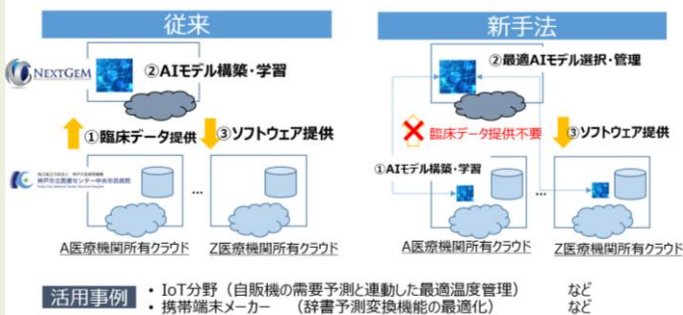 従来
NEXTGEM
②AIモデル構築・学習
①臨床データ提供
③ソフトウェア提供
神戸市立医療センター中央市民病院
...
A医療機関所有クラウド
Z医療機関所有クラウド
新手法
②最適AIモデル選択・管理
臨床データ提供不要
③ソフトウェア提供
①AIモデル構築・学習
...
A医療機関所有クラウド
Z医療機関所有クラウド
活用事例
• IoT分野（自販機の需要予測と連動した最適温度管理） など
• 携帯端末メーカー （辞書予測変換機能の最適化） など